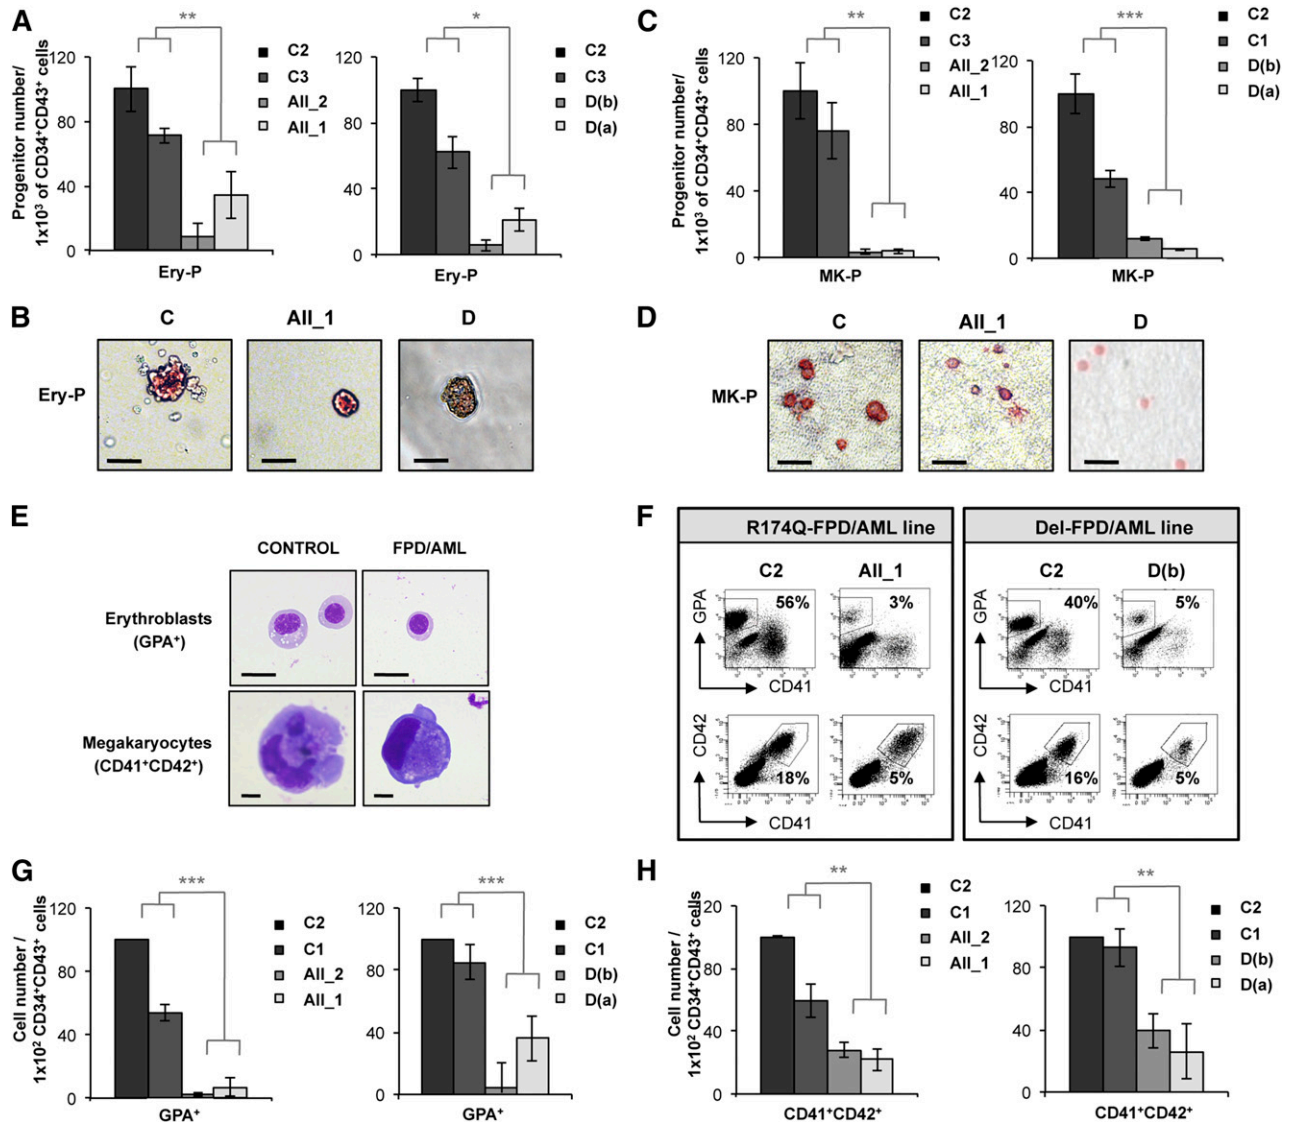 A
**
120
80
40
0
Progenitor number/
1x10³ of CD34⁺CD43⁺ cells
Ery-P
C2
C3
AII_2
AII_1
*
120
80
40
0
Ery-P
C2
C3
D(b)
D(a)
C
**
120
80
40
0
Progenitor number/
1x10³ of CD34⁺CD43⁺ cells
MK-P
C2
C3
AII_2
AII_1
***
120
80
40
0
MK-P
C2
C1
D(b)
D(a)
B
C
AII_1
D
Ery-P
D
C
AII_1
D
MK-P
E
CONTROL
FPD/AML
Erythroblasts
(GPA⁺)
Megakaryocytes
(CD41⁺CD42⁺)
F
R174Q-FPD/AML line
Del-FPD/AML line
C2
AII_1
C2
D(b)
GPA
56%
3%
CD41
GPA
40%
5%
CD41
CD42
18%
5%
CD41
CD42
16%
5%
CD41
G
***
120
80
40
0
Cell number /
1x10² CD34⁺CD43⁺ cells
GPA⁺
C2
C1
AII_2
AII_1
***
120
80
40
0
GPA⁺
C2
C1
D(b)
D(a)
H
**
120
80
40
0
Cell number /
1x10² CD34⁺CD43⁺ cells
CD41⁺CD42⁺
C2
C1
AII_2
AII_1
**
120
80
40
0
CD41⁺CD42⁺
C2
C1
D(b)
D(a)